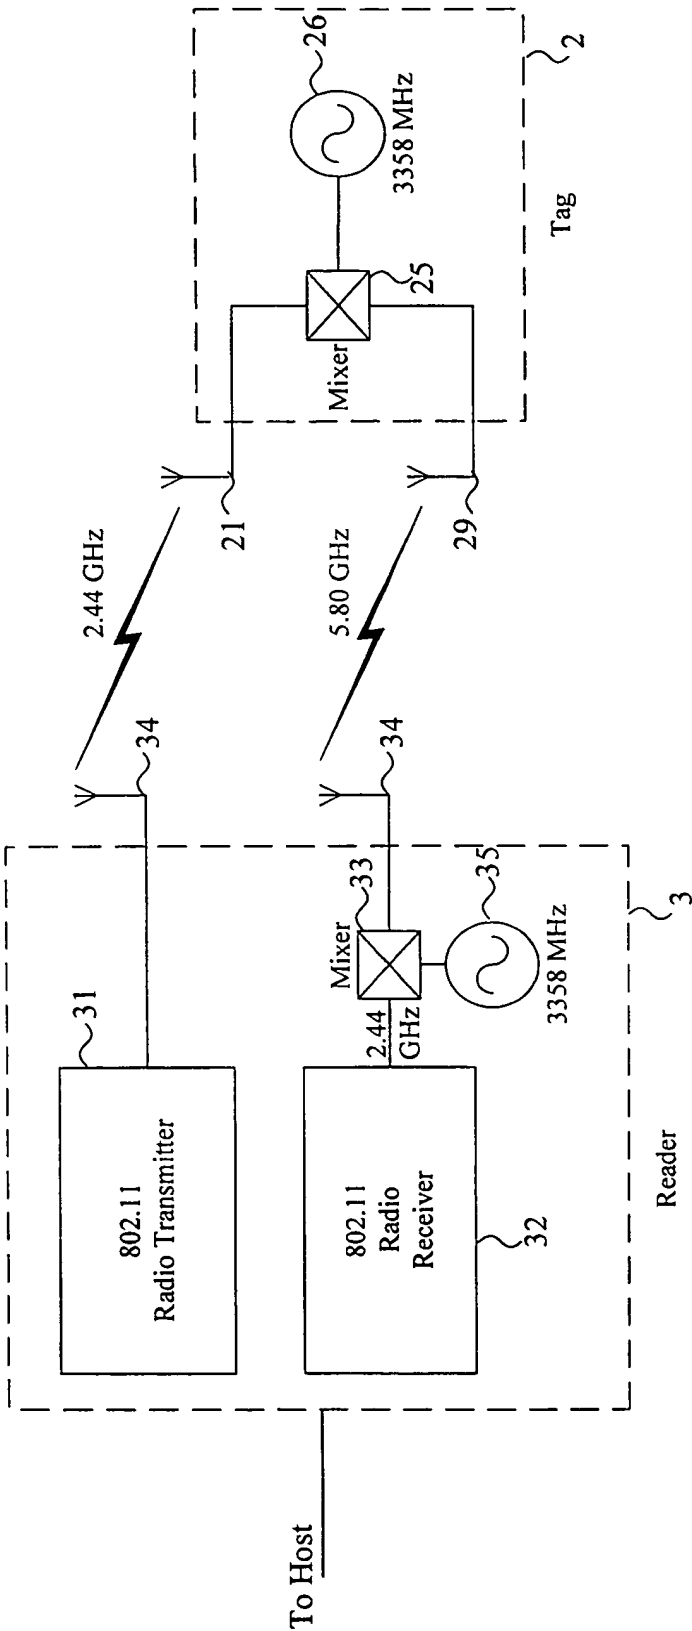 To Host
802.11
Radio Transmitter
31
802.11
Radio
Receiver
32
2.44
GHz
Mixer
33
35
3358 MHz
Reader
3
34
34
2.44 GHz
5.80 GHz
21
29
Mixer
25
26
3358 MHz
Tag
2